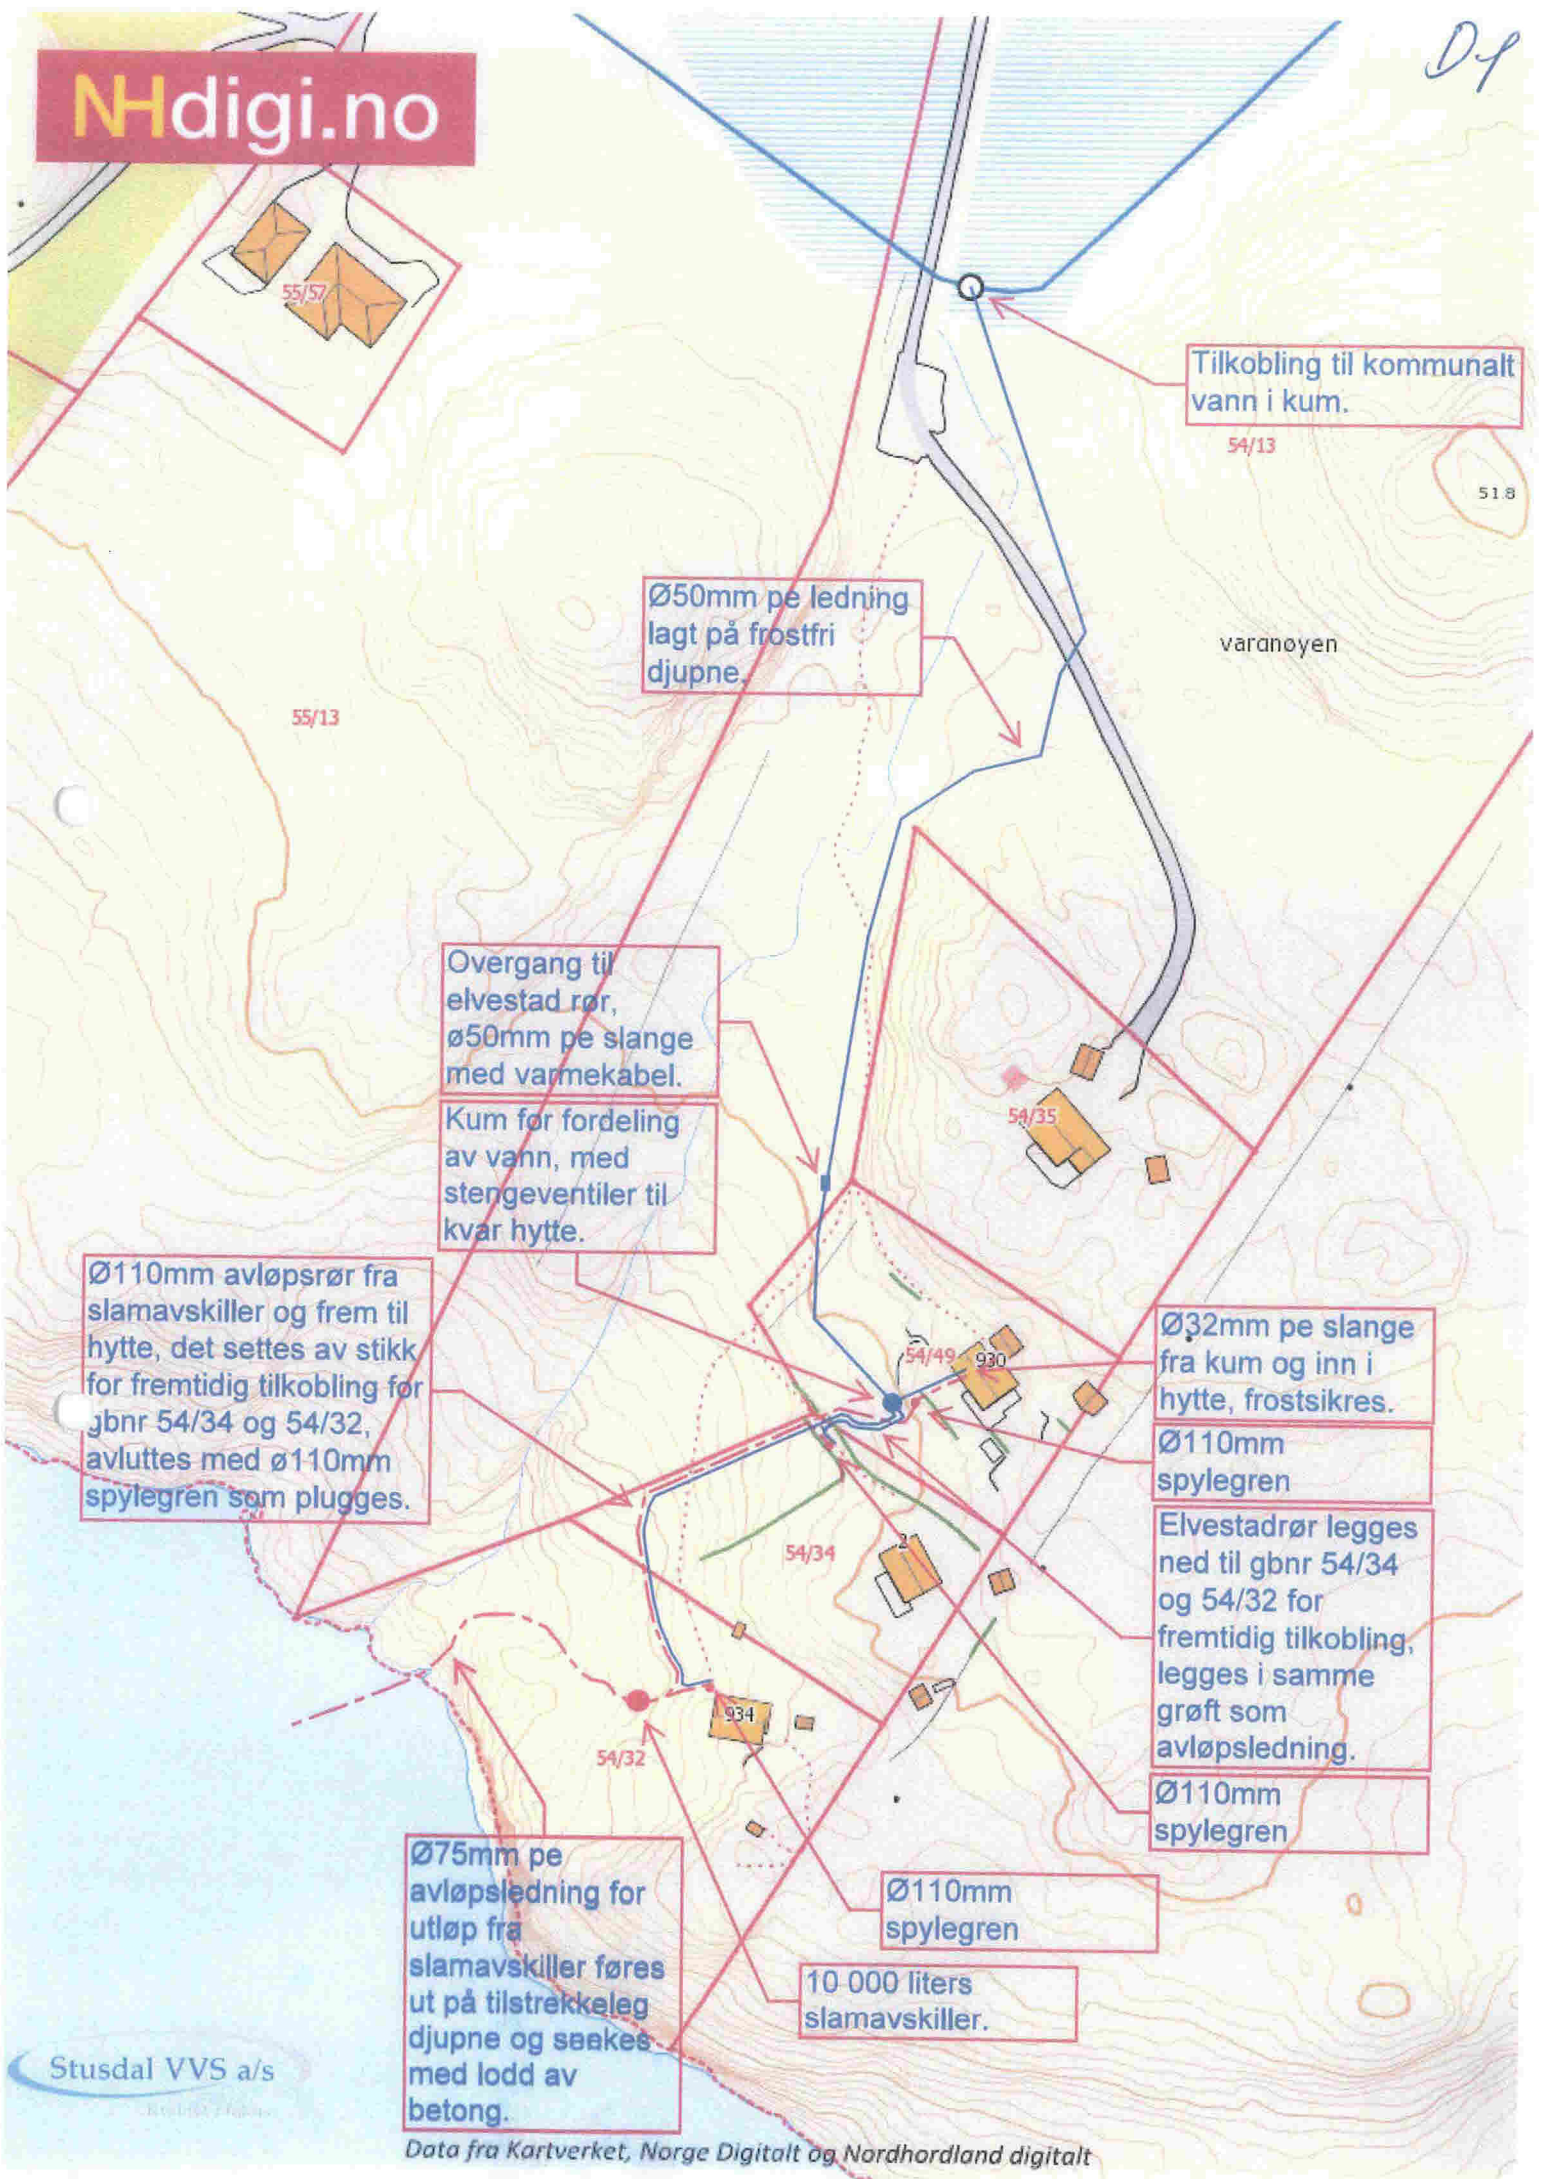 D1
NHdigi.no
55/57
Tilkobling til kommunalt
vann i kum.
54/13
51.8
Ø50mm pe ledning
lagt på frostfri
djupne.
varanøyen
55/13
Overgang til
elvestad rør,
ø50mm pe slange
med varmekabel.
54/35
Kum for fordeling
av vann, med
stengeventiler til
kvar hytte.
Ø110mm avløpsrør fra
slamavskiller og frem til
hytte, det settes av stikk
for fremtidig tilkobling for
gbnr 54/34 og 54/32,
avluttes med ø110mm
spylegren som plugges.
54/49
930
Ø32mm pe slange
fra kum og inn i
hytte, frostsikres.
Ø110mm
spylegren
Elvestadrør legges
ned til gbnr 54/34
og 54/32 for
fremtidig tilkobling,
legges i samme
grøft som
avløpsledning.
54/34
2
934
54/32
Ø110mm
spylegren
Ø75mm pe
avløpsledning for
utløp fra
slamavskiller føres
ut på tilstrekkeleg
djupne og søkes
med lodd av
betong.
Ø110mm
spylegren
10 000 liters
slamavskiller.
Stusdal VVS a/s
Data fra Kartverket, Norge Digitalt og Nordhordland digitalt